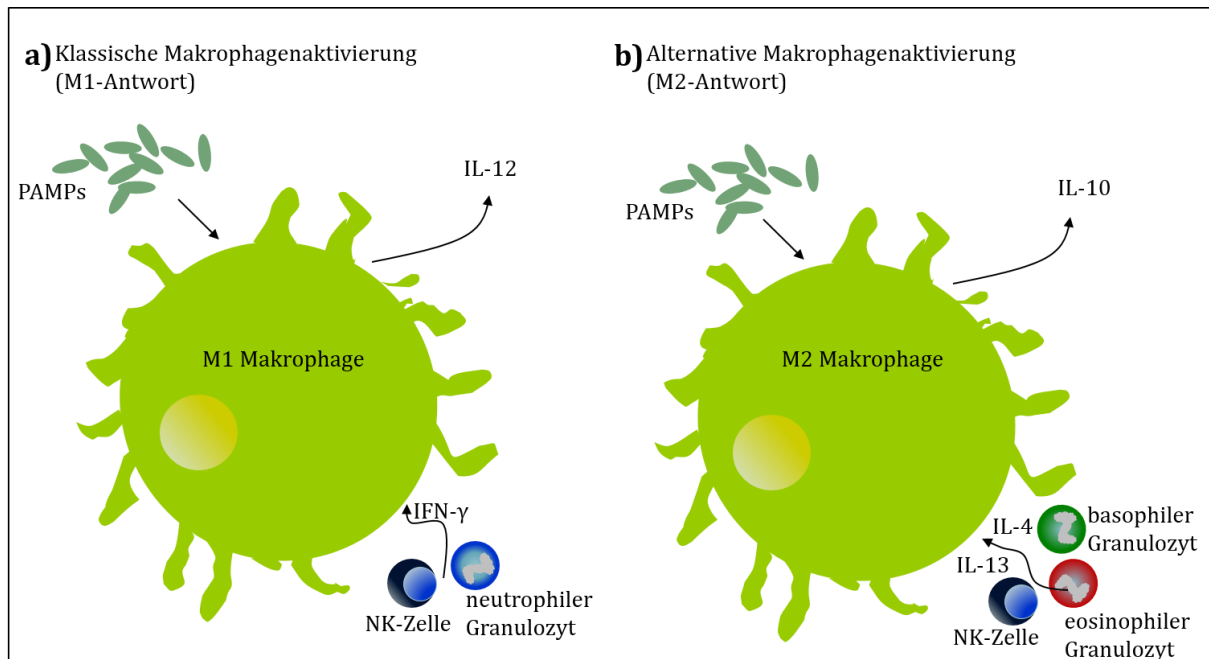 a) Klassische Makrophagenaktivierung
(M1-Antwort)
PAMPs
IL-12
M1 Makrophage
IFN-γ
NK-Zelle
neutrophiler
Granulozyt
b) Alternative Makrophagenaktivierung
(M2-Antwort)
PAMPs
IL-10
M2 Makrophage
IL-4
basophiler
Granulozyt
IL-13
NK-Zelle
eosinophiler
Granulozyt